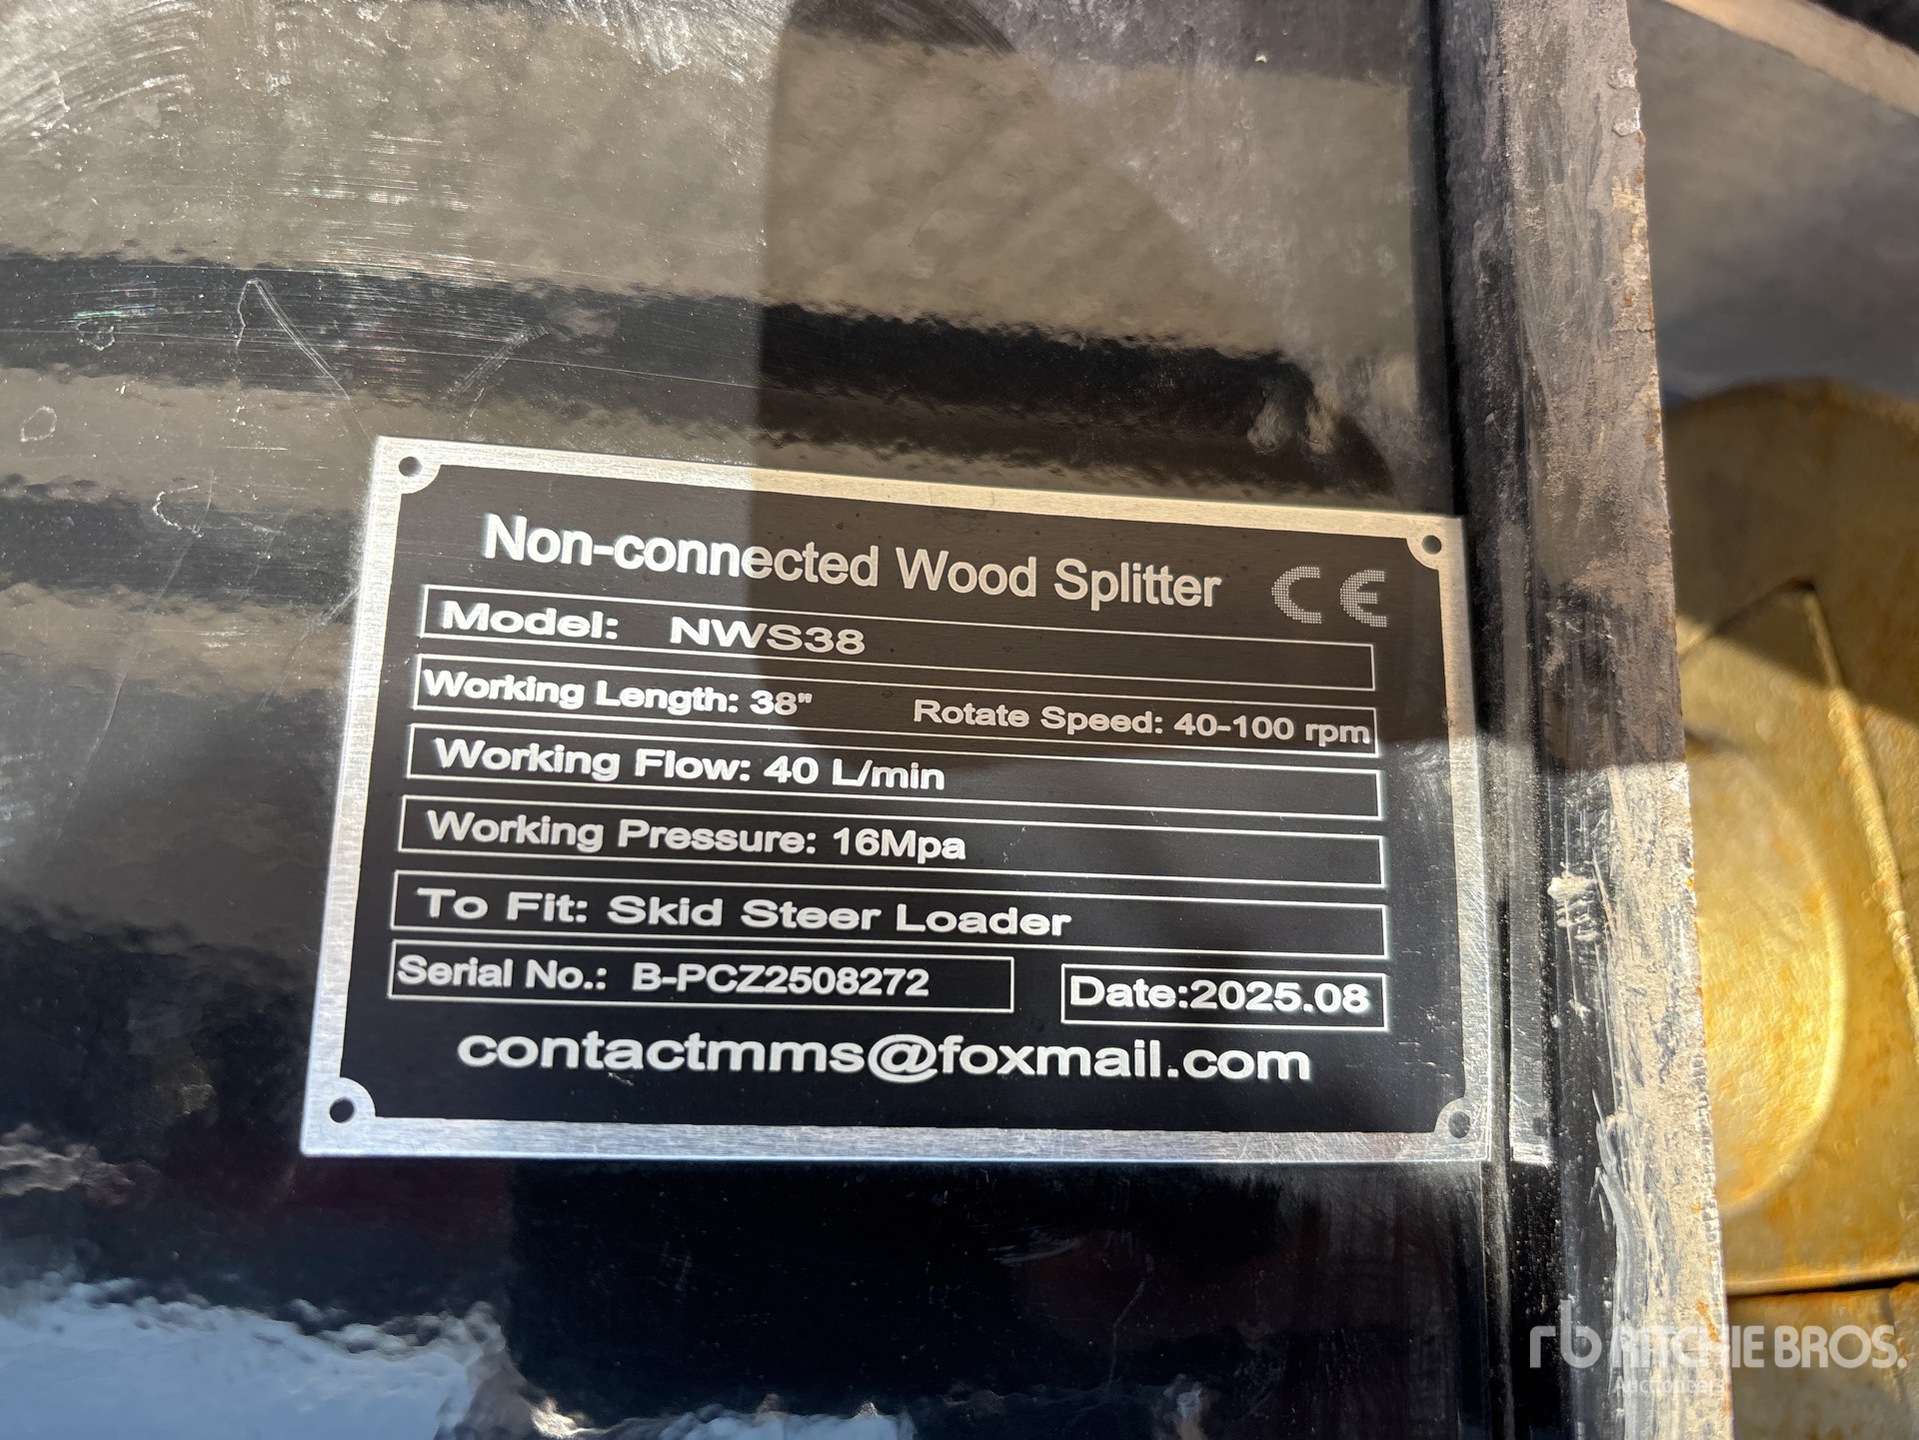 Non-connected Wood Splitter CE
Model: NWS38
Working Length: 38" Rotate Speed: 40-100 rpm
Working Flow: 40 L/min
Working Pressure: 16Mpa
To Fit: Skid Steer Loader
Serial No.: B-PCZ2508272 Date:2025.08
contactmms@foxmail.com
rb RITCHIE BROS.
Auctioneers